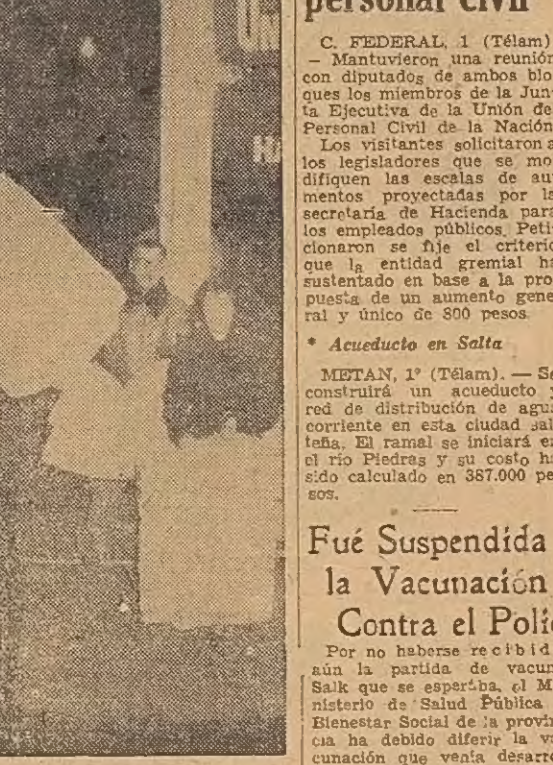 personal civil
C. FEDERAL, 1 (Télam)
— Mantuvieron una reunión
con diputados de ambos blo
ques los miembros de la Jun-
ta Ejecutiva de la Unión de
Personal Civil de la Nación
Los visitantes solicitaron a
los legisladores que se mo
difiquen las escalas de au
mentos proyectadas por la
secretaría de Hacienda para
los empleados públicos. Peti-
cionaron se fije el criterio
que la entidad gremial ha
sustentado en base a la pro
puesta de un aumento gene
ral y único de 800 pesos.
* Acueducto en Salta
METAN, 1º (Télam). — Se
construirá un acueducto y
red de distribución de agua
corriente en esta ciudad sal
teña. El ramal se iniciará en
el río Piedras y su costo ha
sido calculado en 387.000 pe
sos.
Fué Suspendida
la Vacunación
Contra el Polio
Por no haberse recibid
aún la partida de vacun
Salk que se esperaba, el M
nisterio de Salud Pública
Bienestar Social de la provin
cia ha debido diferir la va
cunación que venía desarro